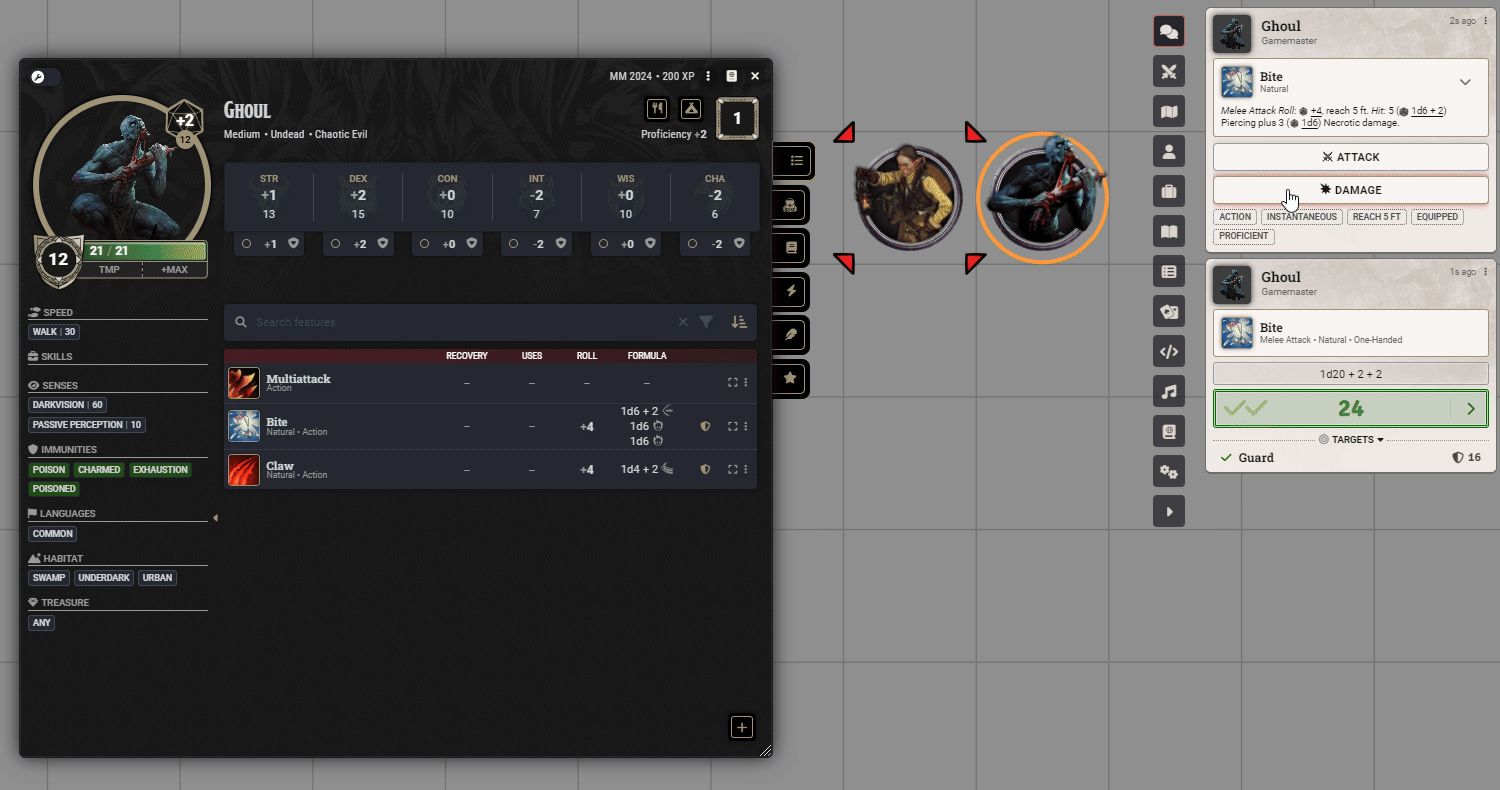 MM 2024 • 200 XP
+2
12
Ghoul
Medium • Undead • Chaotic Evil
Proficiency +2
1
STR DEX CON INT WIS CHA
+1 +2 +0 -2 +0 -2
13 15 10 7 10 6
+1 +2 +0 -2 +0 -2
12
21 / 21
TMP +MAX
SPEED
WALK | 30
SKILLS
SENSES
DARKVISION | 60
PASSIVE PERCEPTION | 10
IMMUNITIES
POISON CHARMED EXHAUSTION
POISONED
LANGUAGES
COMMON
HABITAT
SWAMP UNDERDARK URBAN
TREASURE
ANY
Search features
RECOVERY USES ROLL FORMULA
Multiattack
Action
– – – –
Bite
Natural • Action
– – +4
1d6 + 2
1d6
1d6
Claw
Natural • Action
– – +4 1d4 + 2
Ghoul
Gamemaster
2s ago
Bite
Natural
Melee Attack Roll: +4, reach 5 ft. Hit: 5 ( 1d6 + 2)
Piercing plus 3 ( 1d6) Necrotic damage.
ATTACK
DAMAGE
ACTION INSTANTANEOUS REACH 5 FT EQUIPPED
PROFICIENT
Ghoul
Gamemaster
1s ago
Bite
Melee Attack • Natural • One-Handed
1d20 + 2 + 2
24
TARGETS
Guard 16